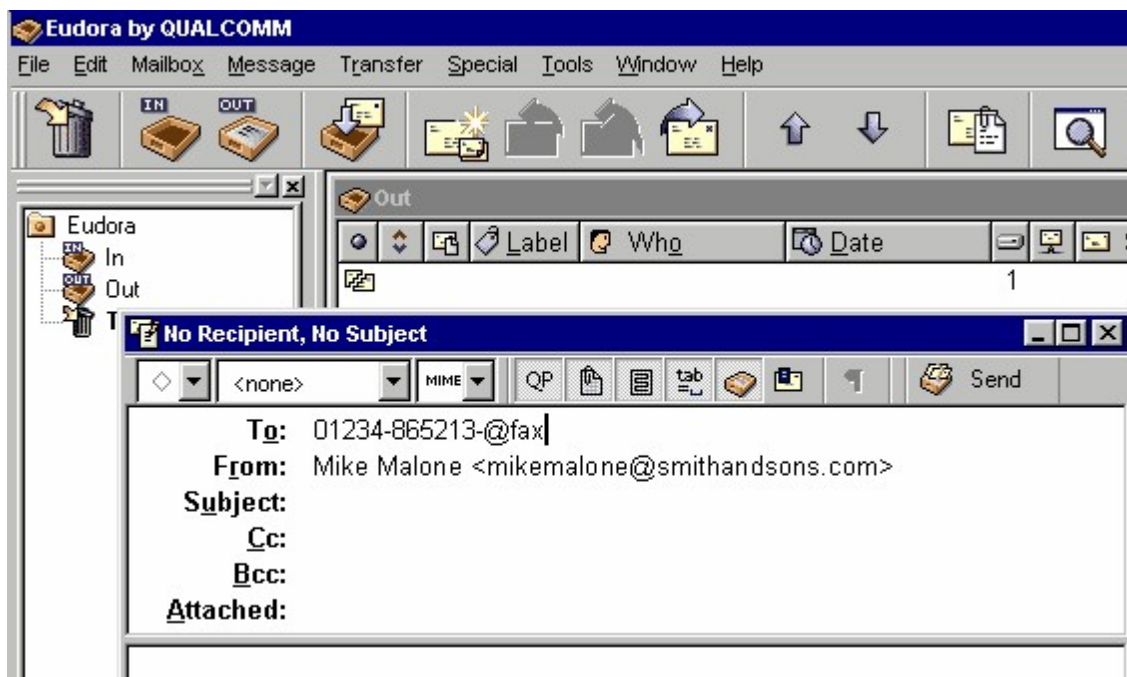 Eudora by QUALCOMM
File Edit Mailbox Message Transfer Special Tools Window Help
IN OUT
Out
Eudora
Label Who Date
IN
In
1
OUT
Out
No Recipient, No Subject
<none> MIME QP tab Send
To: 01234-865213-@fax
From: Mike Malone <mikemalone@smithandsons.com>
Subject:
Cc:
Bcc:
Attached: